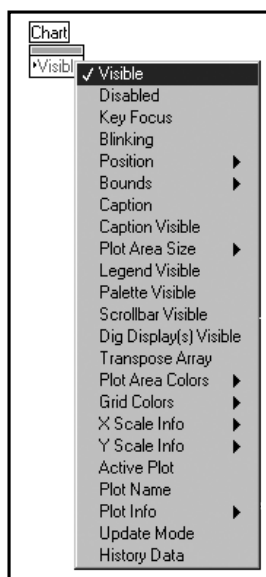 Chart
Visible
Disabled
Key Focus
Blinking
Position
Bounds
Caption
Caption Visible
Plot Area Size
Legend Visible
Palette Visible
Scrollbar Visible
Dig Display(s) Visible
Transpose Array
Plot Area Colors
Grid Colors
X Scale Info
Y Scale Info
Active Plot
Plot Name
Plot Info
Update Mode
History Data